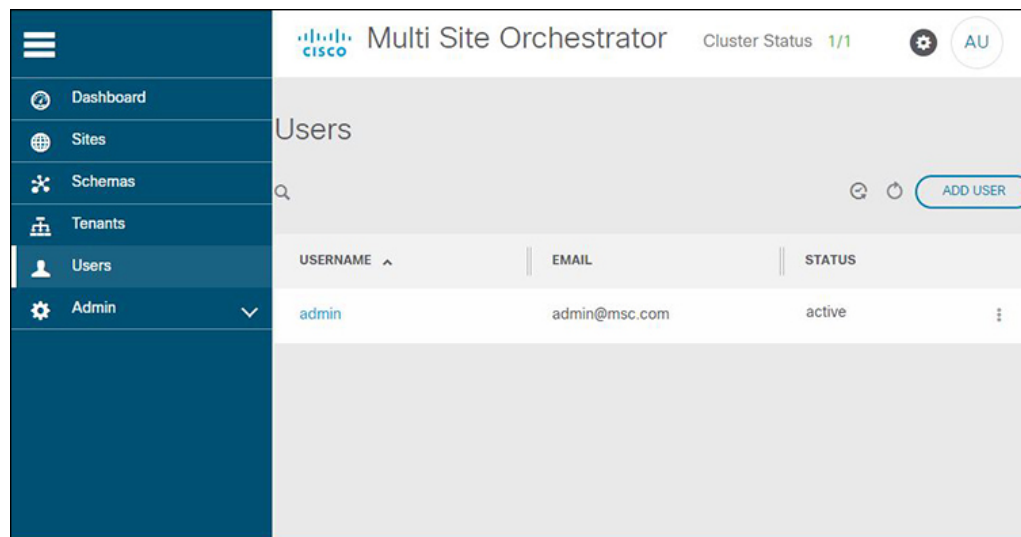 cisco Multi Site Orchestrator Cluster Status 1/1 AU
Dashboard
Sites
Schemas
Tenants
Users
Admin
Users
ADD USER
USERNAME EMAIL STATUS
admin admin@msc.com active